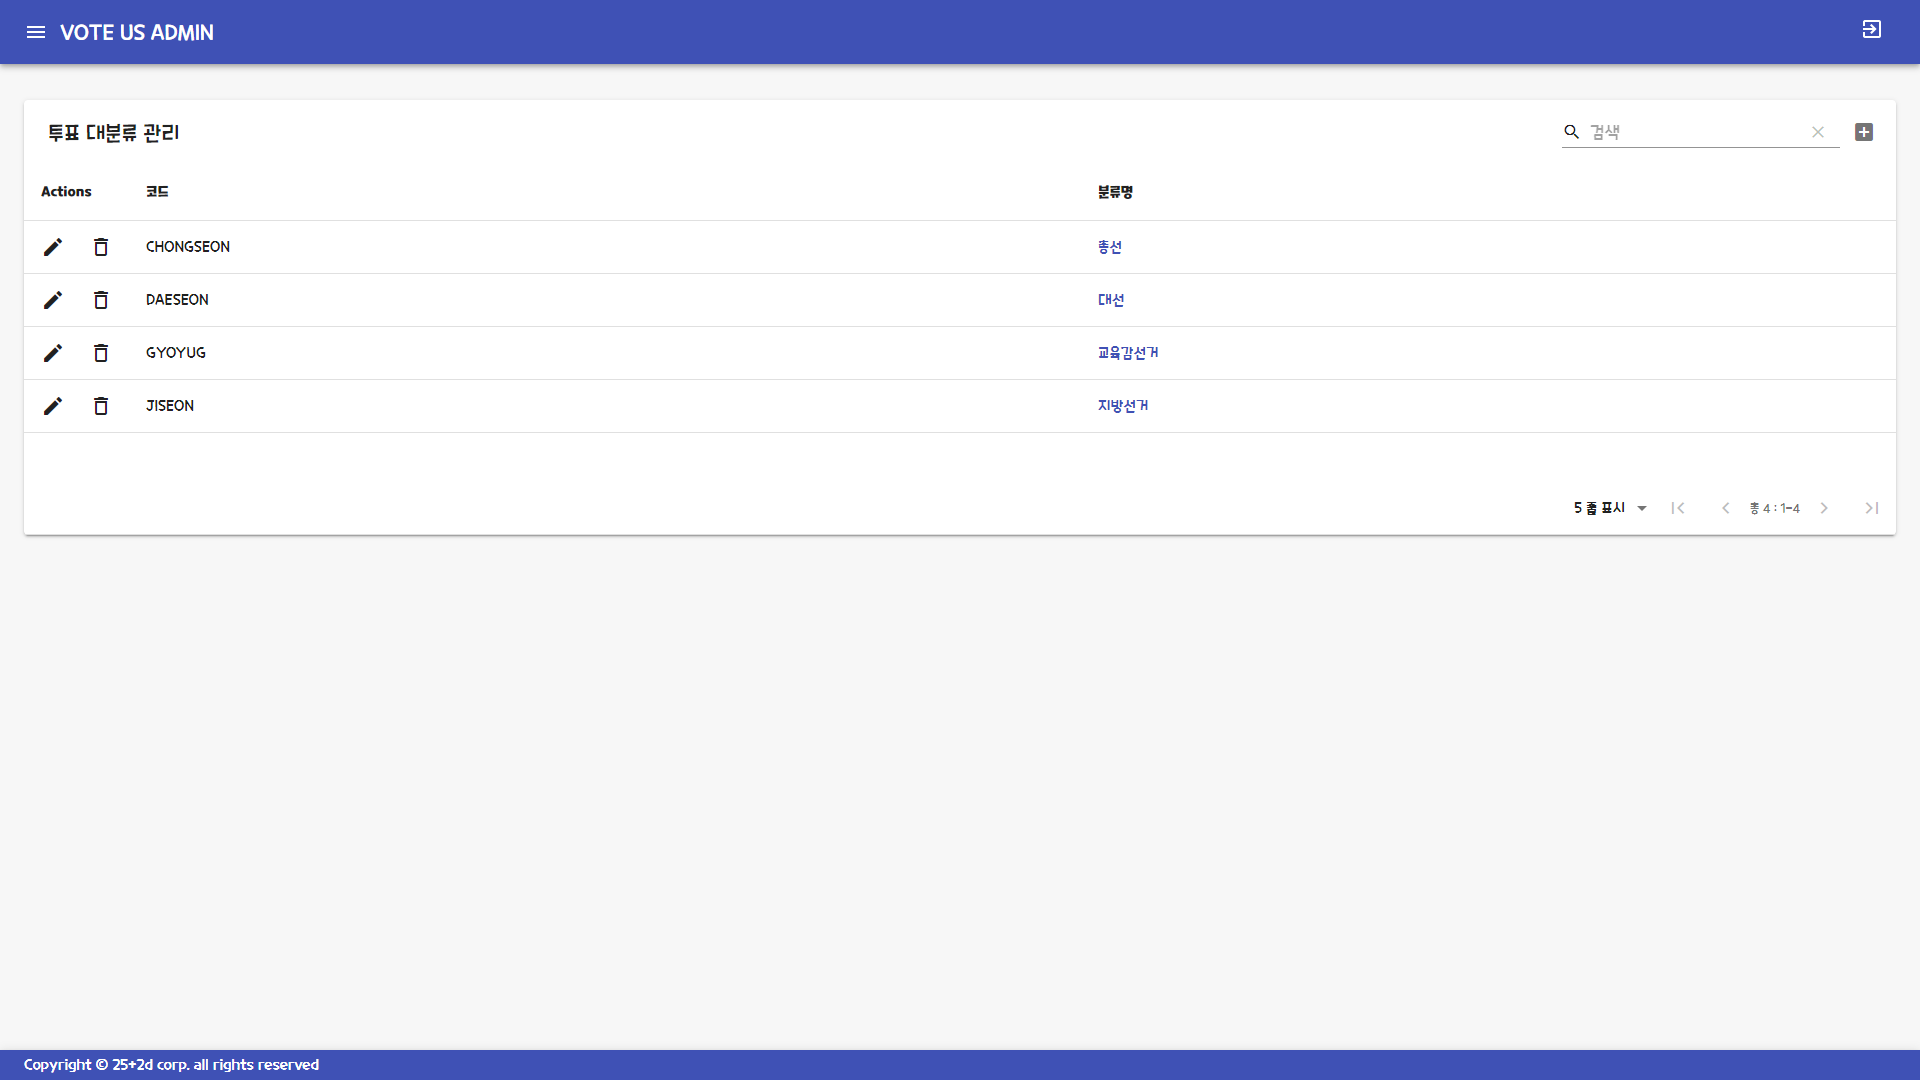 VOTE US ADMIN
투표 대분류 관리
검색
Actions 코드 분류명
CHONGSEON 총선
DAESEON 대선
GYOYUG 교육감선거
JISEON 지방선거
5 줄 표시 총 4 : 1-4
Copyright © 25+2d corp. all rights reserved